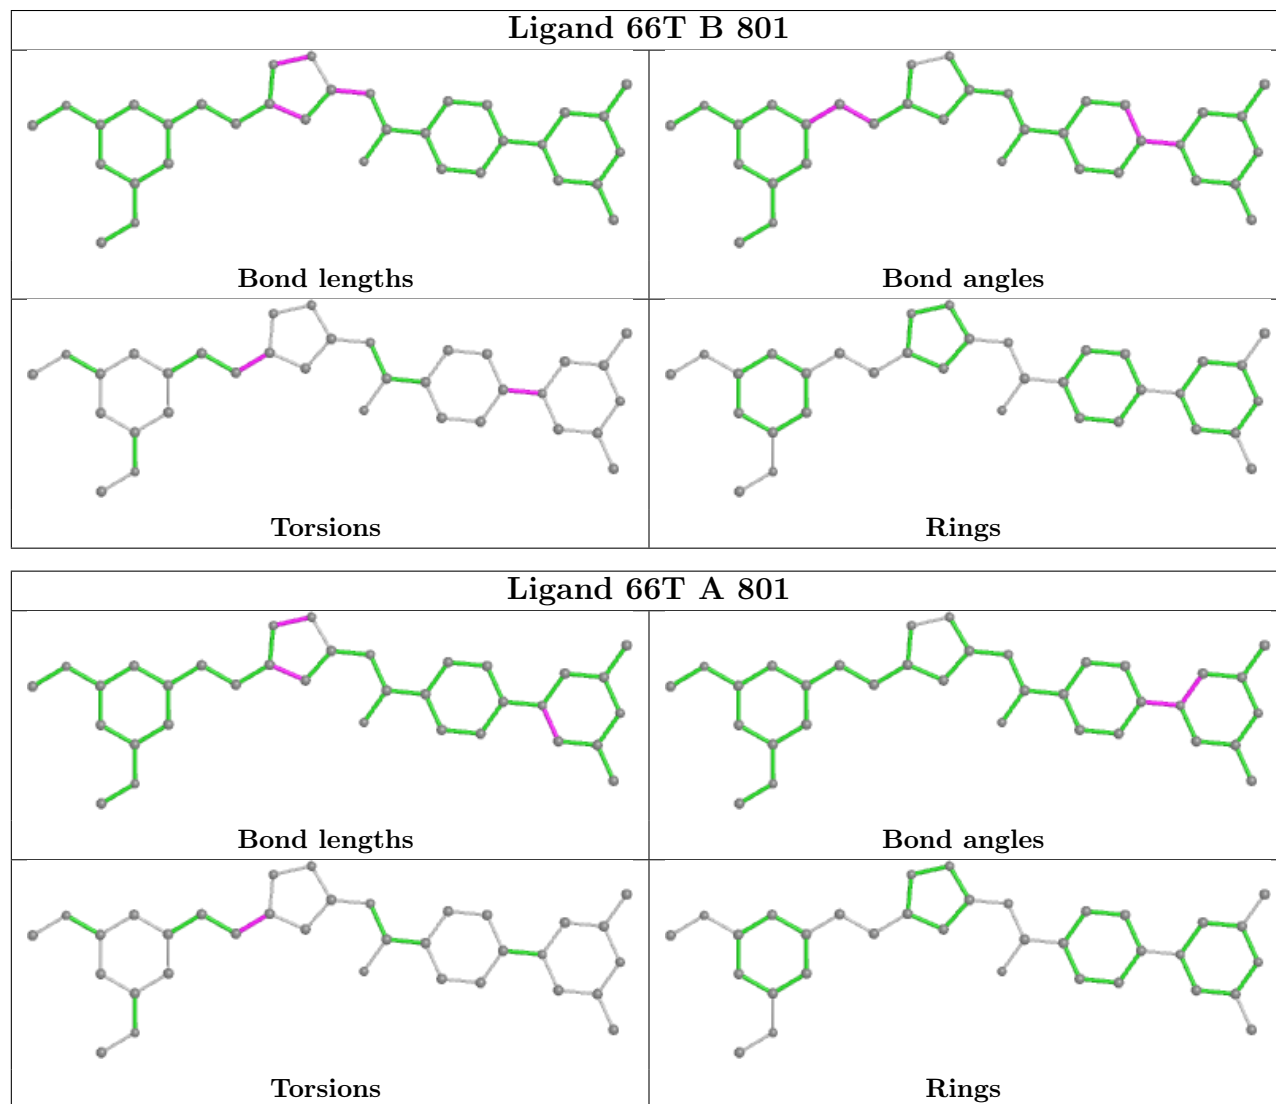 Ligand 66T B 801
Bond lengths
Bond angles
Torsions
Rings
Ligand 66T A 801
Bond lengths
Bond angles
Torsions
Rings